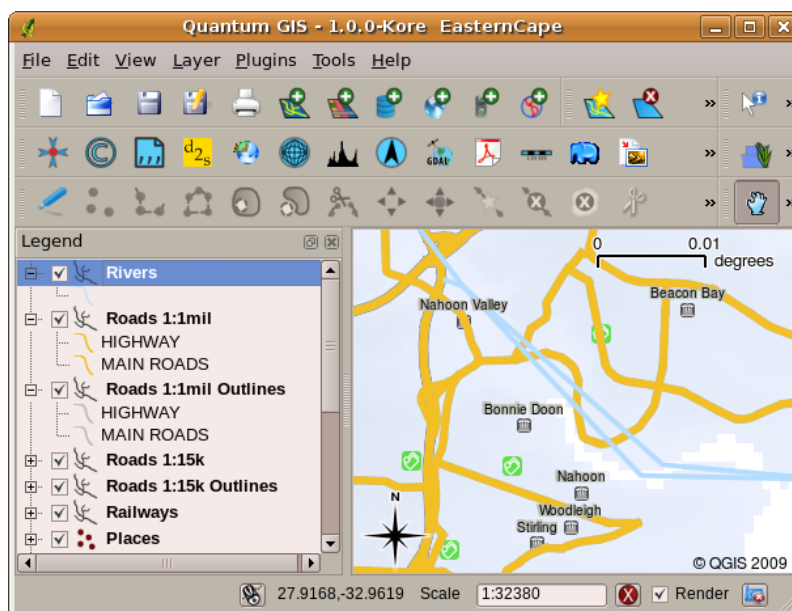 Quantum GIS - 1.0.0-Kore EasternCape
File Edit View Layer Plugins Tools Help
d2s
GDAL
Legend
Rivers
Roads 1:1mil
HIGHWAY
MAIN ROADS
Roads 1:1mil Outlines
HIGHWAY
MAIN ROADS
Roads 1:15k
Roads 1:15k Outlines
Railways
Places
0 0.01
degrees
Beacon Bay
Nahoon Valley
Bonnie Doon
Nahoon
Woodleigh
Stirling
N
© QGIS 2009
27.9168,-32.9619 Scale 1:32380 Render